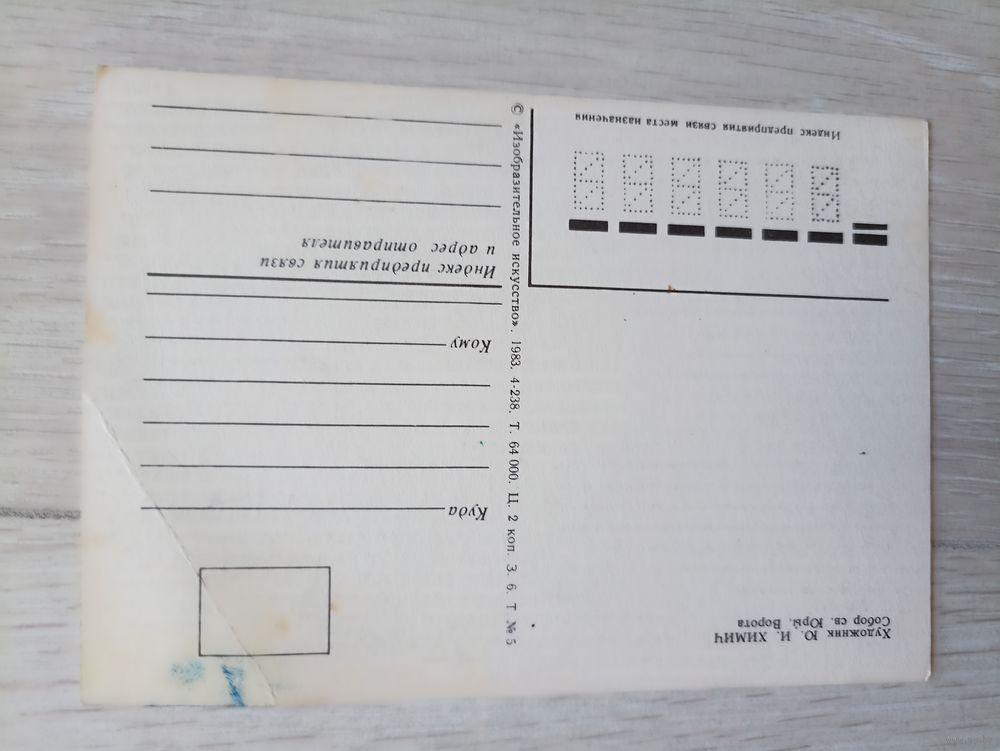 Художник Ю. И. ХИМИЧ
Собор св. Юры. Ворота
© «Изобразительное искусство». 1983. 4-238. Т. 64 000. Ц. 2 коп. З. 6. Т № 5
Куда
Кому
Индекс предприятия связи
и адрес отправителя
Индекс предприятия связи места назначения